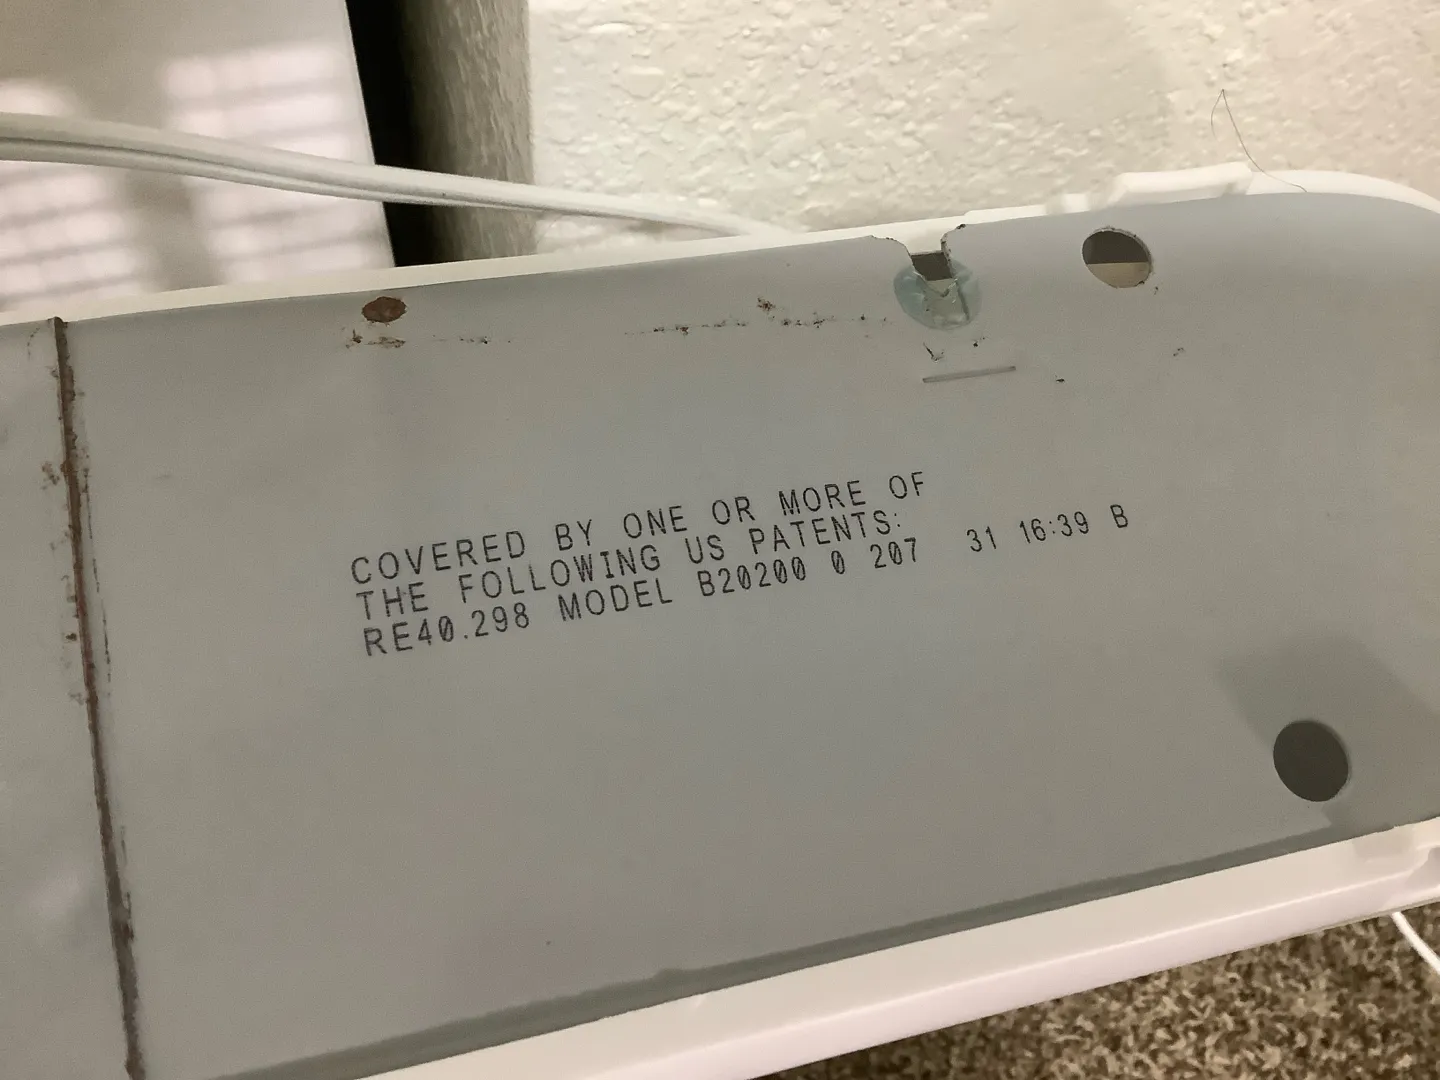 COVERED BY ONE OR MORE OF
THE FOLLOWING US PATENTS:
RE40.298 MODEL B20200 0 207 31 16:39 B